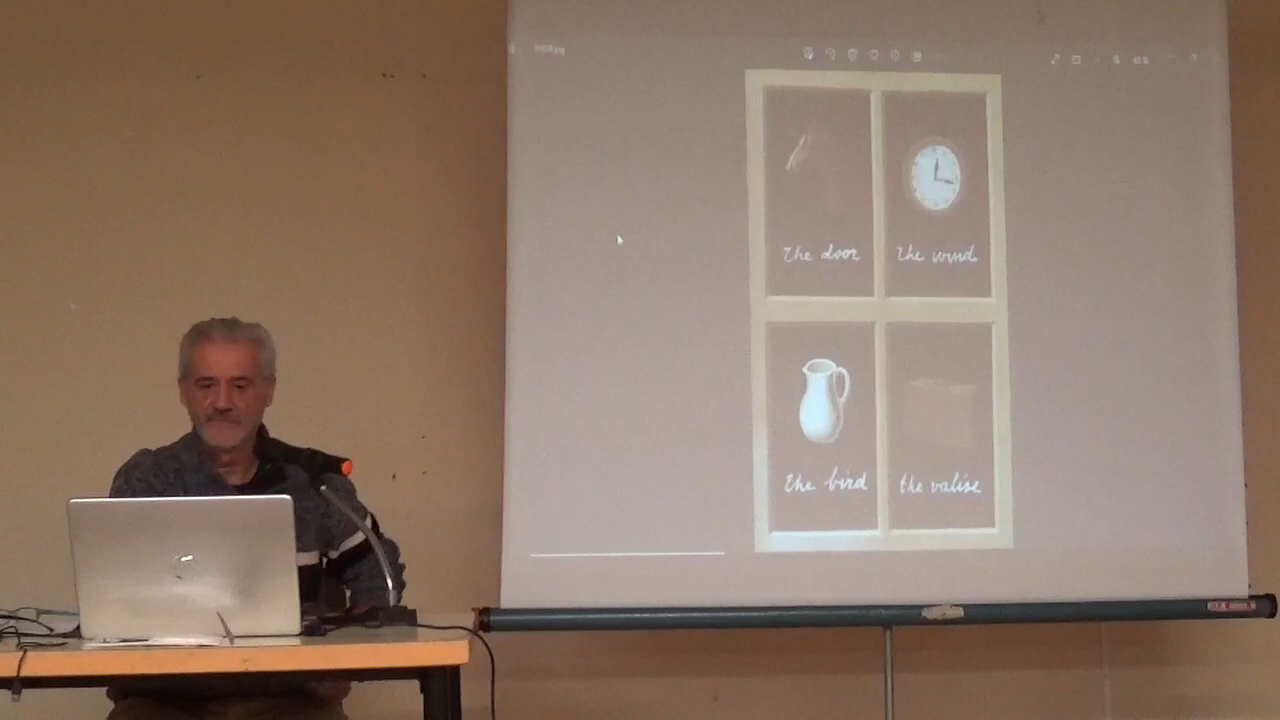 the door
the wind
the bird
the valise